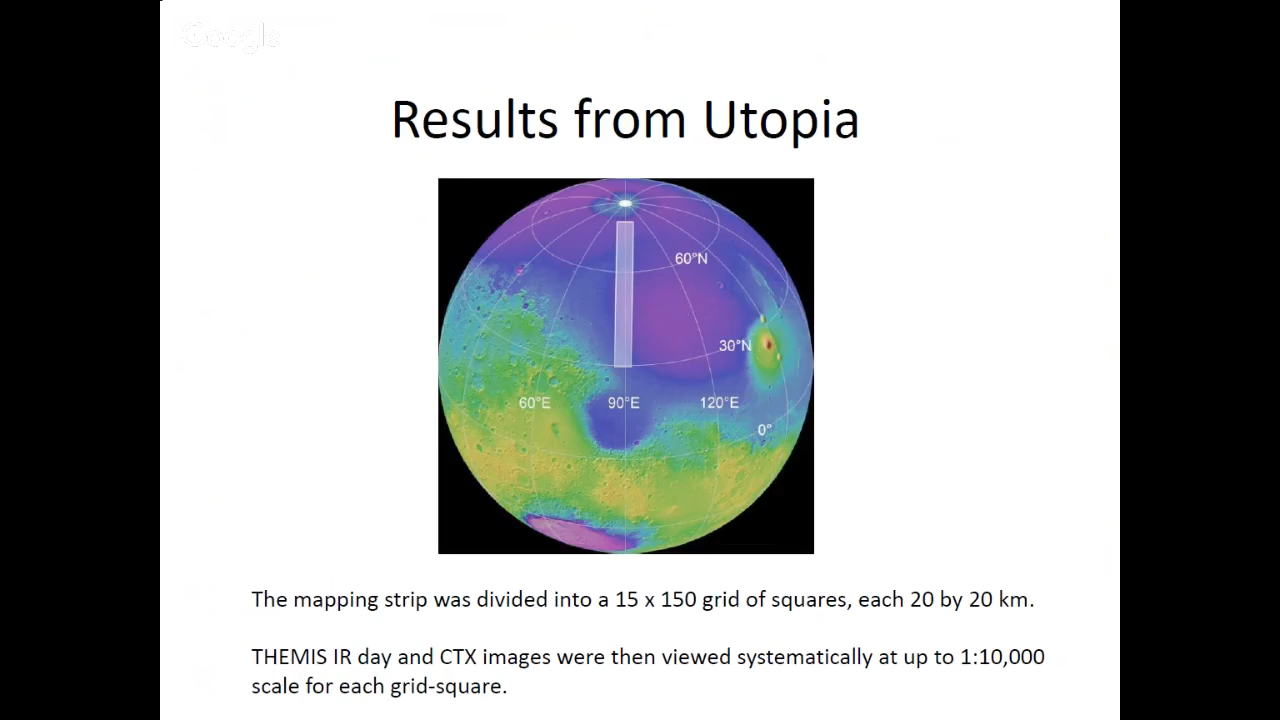 Google
Results from Utopia
60°N
30°N
60°E 90°E 120°E
0°
The mapping strip was divided into a 15 x 150 grid of squares, each 20 by 20 km.
THEMIS IR day and CTX images were then viewed systematically at up to 1:10,000
scale for each grid-square.